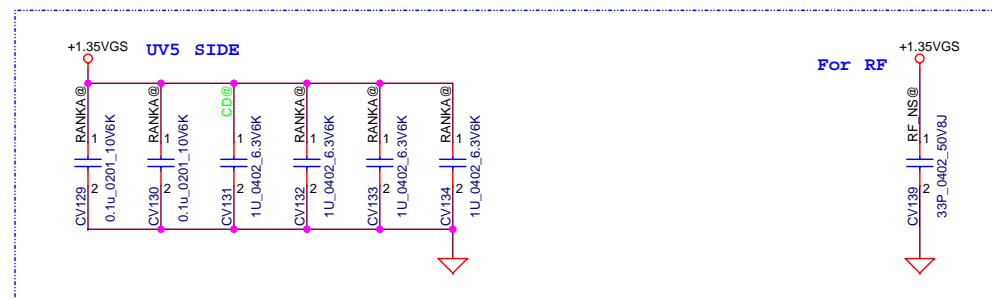 +1.35VGS
UV5 SIDE
RANKA@
1
2
CV129
0.1u_0201_10V6K
RANKA@
1
2
CV130
0.1u_0201_10V6K
CD@
1
2
CV131
1U_0402_6.3V6K
RANKA@
1
2
CV132
1U_0402_6.3V6K
RANKA@
1
2
CV133
1U_0402_6.3V6K
RANKA@
1
2
CV134
1U_0402_6.3V6K
For RF
+1.35VGS
RF_NS@
1
2
CV139
33P_0402_50V8J